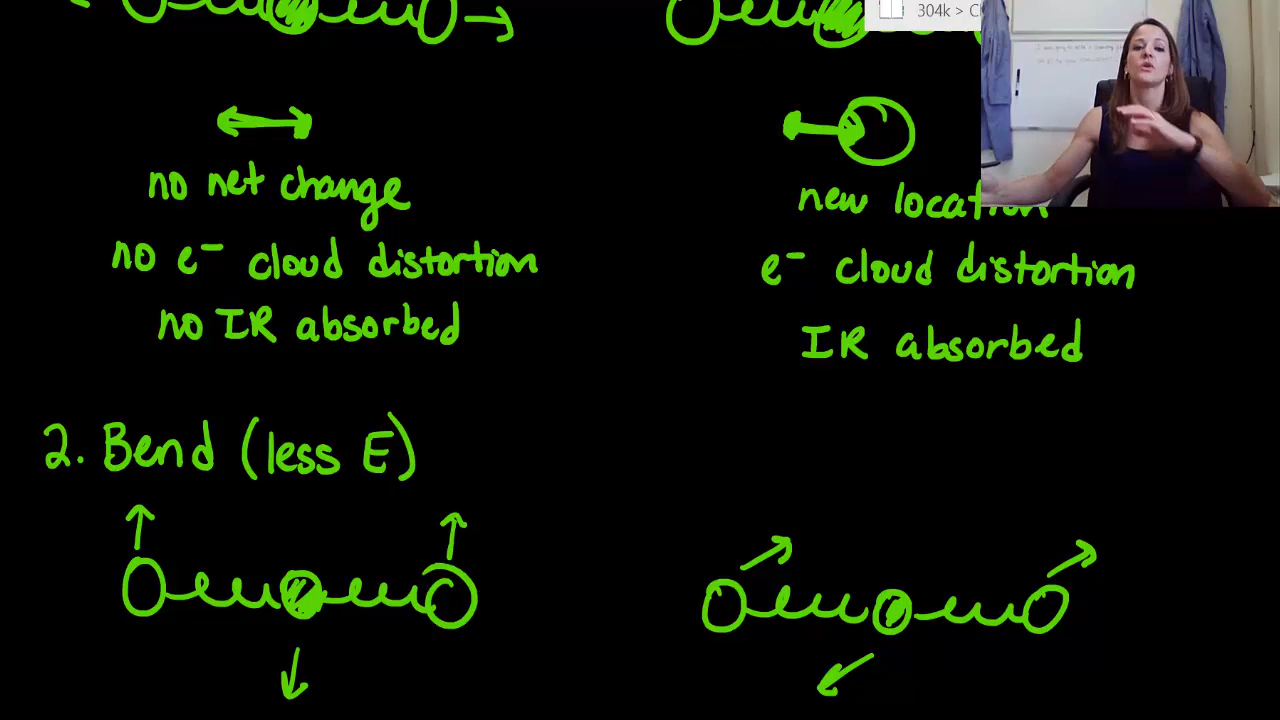 304k > C
no net change
no e⁻ cloud distortion
no IR absorbed
new location
e⁻ cloud distortion
IR absorbed
2. Bend (less E)